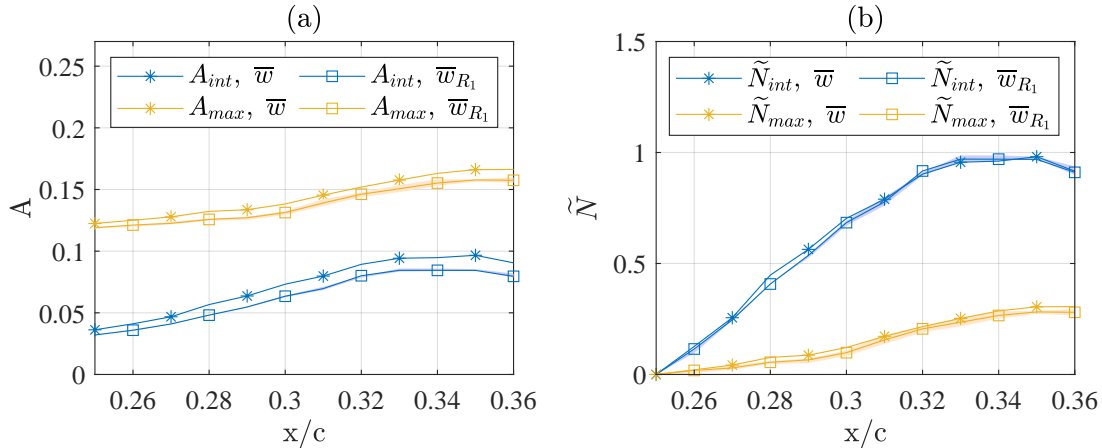 (a)
0.25
0.2
0.15
0.1
0.05
0
A
A_int, w̅
A_int, w̅_R₁
A_max, w̅
A_max, w̅_R₁
0.26 0.28 0.3 0.32 0.34 0.36
x/c
(b)
1.5
1
0.5
0
Ñ
Ñ_int, w̅
Ñ_int, w̅_R₁
Ñ_max, w̅
Ñ_max, w̅_R₁
0.26 0.28 0.3 0.32 0.34 0.36
x/c